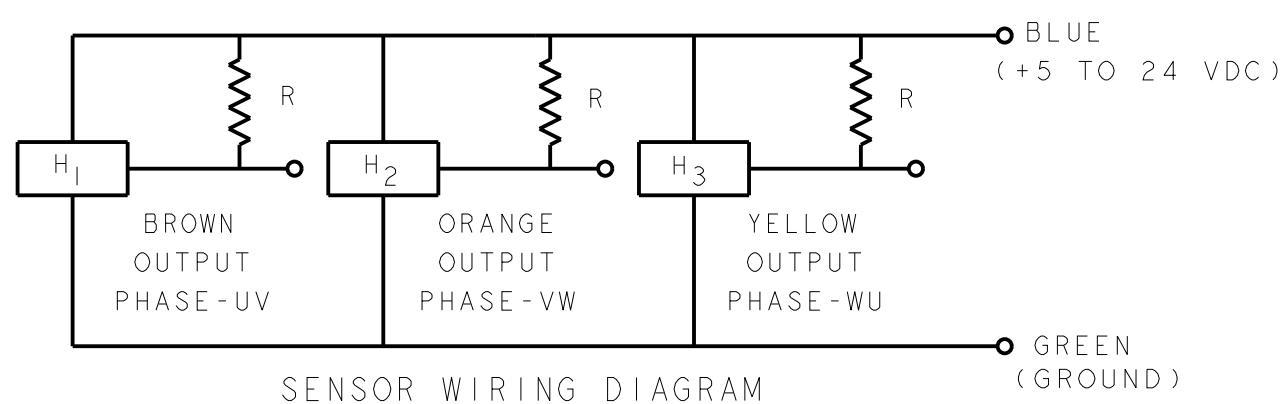 BLUE
(+5 TO 24 VDC)
R
R
R
H1
H2
H3
BROWN
OUTPUT
PHASE-UV
ORANGE
OUTPUT
PHASE-VW
YELLOW
OUTPUT
PHASE-WU
GREEN
(GROUND)
SENSOR WIRING DIAGRAM